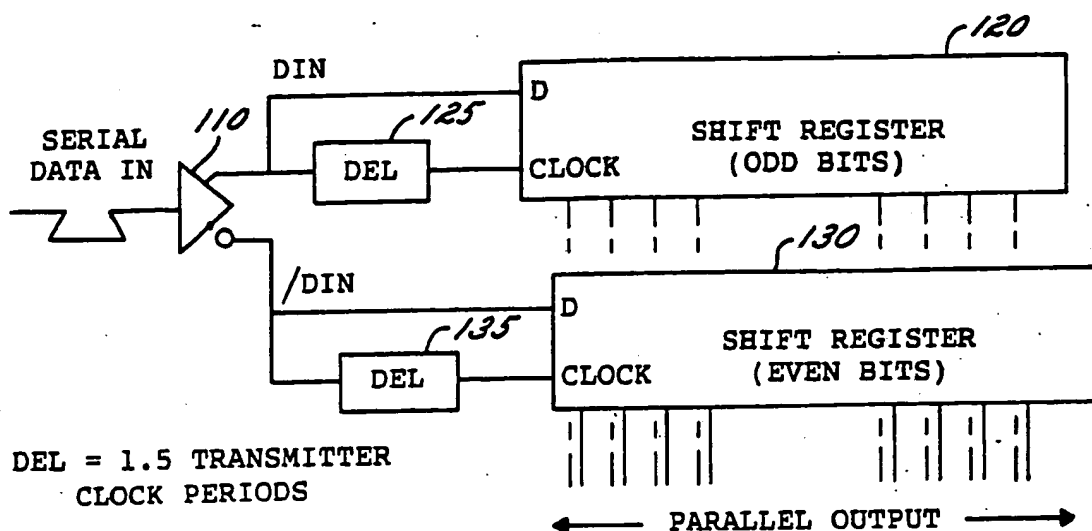 120
DIN
110
125
D
SERIAL
DATA IN
DEL
CLOCK
SHIFT REGISTER
(ODD BITS)
130
/DIN
135
D
DEL
CLOCK
SHIFT REGISTER
(EVEN BITS)
DEL = 1.5 TRANSMITTER
CLOCK PERIODS
PARALLEL OUTPUT